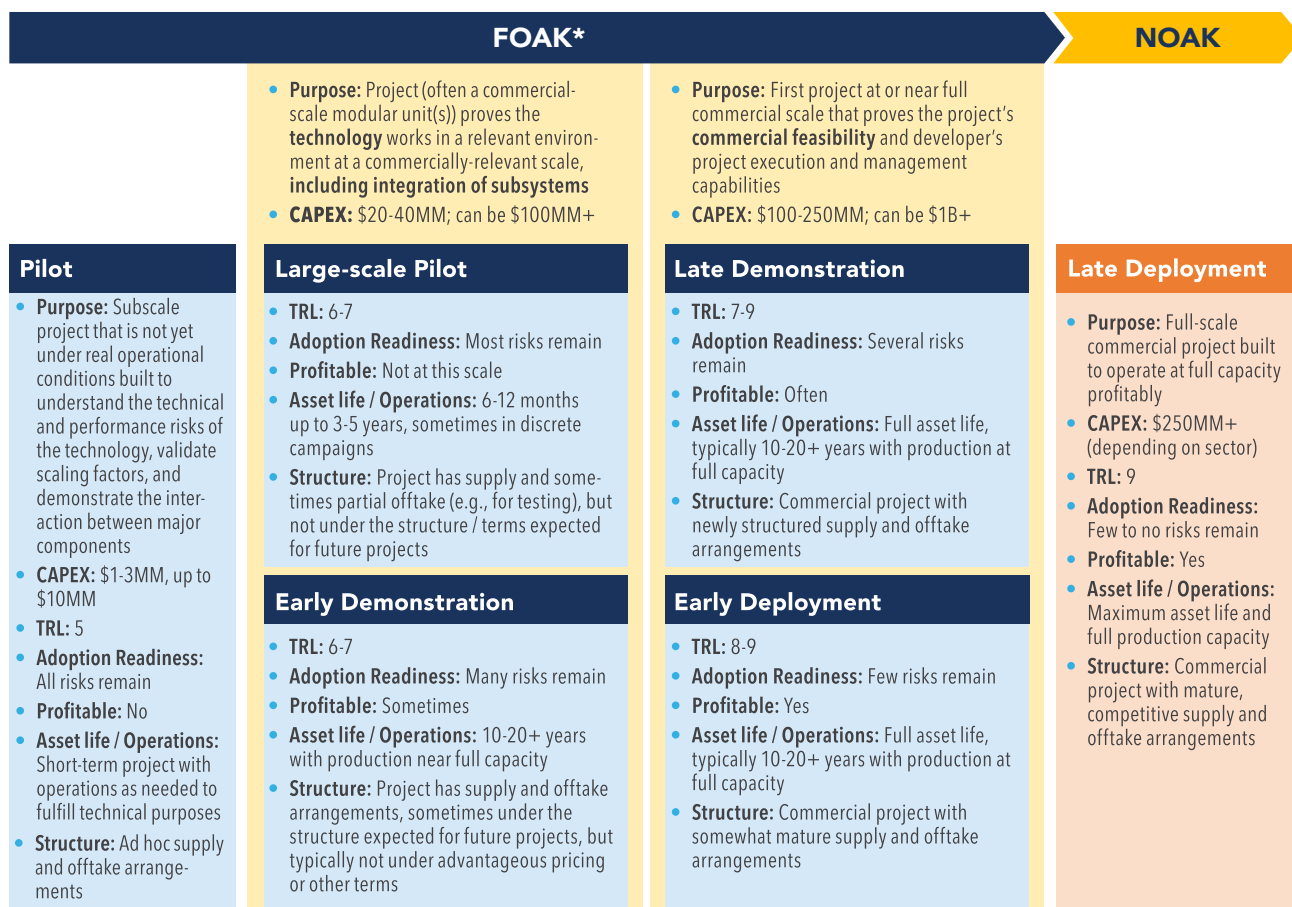 FOAK*
NOAK
Pilot
• Purpose: Subscale
project that is not yet
under real operational
conditions built to
understand the technical
and performance risks of
the technology, validate
scaling factors, and
demonstrate the inter-
action between major
components
• CAPEX: $1-3MM, up to
$10MM
• TRL: 5
• Adoption Readiness:
All risks remain
• Profitable: No
• Asset life / Operations:
Short-term project with
operations as needed to
fulfill technical purposes
• Structure: Ad hoc supply
and offtake arrange-
ments
• Purpose: Project (often a commercial-
scale modular unit(s)) proves the
technology works in a relevant environ-
ment at a commercially-relevant scale,
including integration of subsystems
• CAPEX: $20-40MM; can be $100MM+
Large-scale Pilot
• TRL: 6-7
• Adoption Readiness: Most risks remain
• Profitable: Not at this scale
• Asset life / Operations: 6-12 months
up to 3-5 years, sometimes in discrete
campaigns
• Structure: Project has supply and some-
times partial offtake (e.g., for testing), but
not under the structure / terms expected
for future projects
Early Demonstration
• TRL: 6-7
• Adoption Readiness: Many risks remain
• Profitable: Sometimes
• Asset life / Operations: 10-20+ years
with production near full capacity
• Structure: Project has supply and offtake
arrangements, sometimes under the
structure expected for future projects, but
typically not under advantageous pricing
or other terms
• Purpose: First project at or near full
commercial scale that proves the project's
commercial feasibility and developer's
project execution and management
capabilities
• CAPEX: $100-250MM; can be $1B+
Late Demonstration
• TRL: 7-9
• Adoption Readiness: Several risks
remain
• Profitable: Often
• Asset life / Operations: Full asset life,
typically 10-20+ years with production at
full capacity
• Structure: Commercial project with
newly structured supply and offtake
arrangements
Early Deployment
• TRL: 8-9
• Adoption Readiness: Few risks remain
• Profitable: Yes
• Asset life / Operations: Full asset life,
typically 10-20+ years with production at
full capacity
• Structure: Commercial project with
somewhat mature supply and offtake
arrangements
Late Deployment
• Purpose: Full-scale
commercial project built
to operate at full capacity
profitably
• CAPEX: $250MM+
(depending on sector)
• TRL: 9
• Adoption Readiness:
Few to no risks remain
• Profitable: Yes
• Asset life / Operations:
Maximum asset life and
full production capacity
• Structure: Commercial
project with mature,
competitive supply and
offtake arrangements